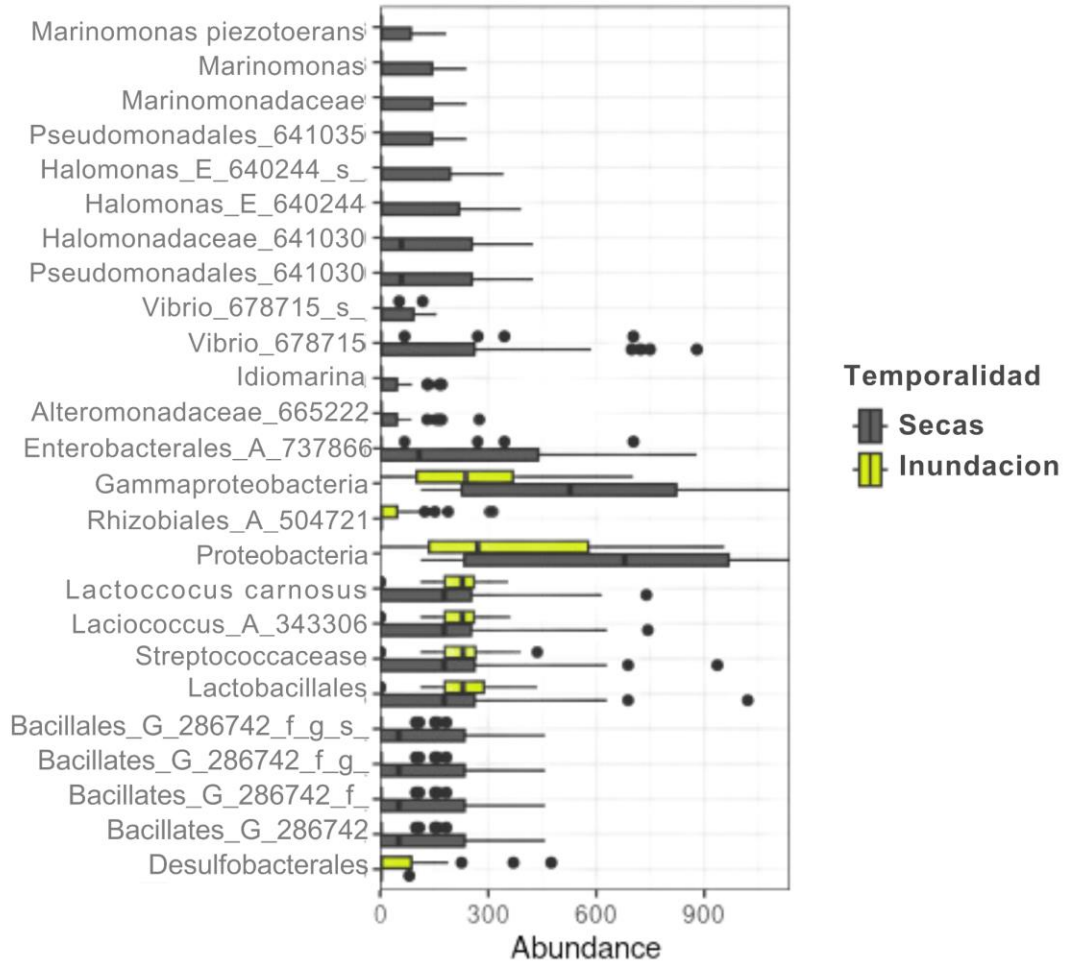 Marinomonas piezotoerans
Marinomonas
Marinomonadaceae
Pseudomonadales_641035
Halomonas_E_640244_s_
Halomonas_E_640244
Halomonadaceae_641030
Pseudomonadales_641030
Vibrio_678715_s_
Vibrio_678715
Idiomarina
Alteromonadaceae_665222
Enterobacterales_A_737866
Gammaproteobacteria
Rhizobiales_A_504721
Proteobacteria
Lactoccocus carnosus
Laciococcus_A_343306
Streptococcacease
Lactobacillales
Bacillales_G_286742_f_g_s_
Bacillates_G_286742_f_g_
Bacillates_G_286742_f_
Bacillates_G_286742
Desulfobacterales
0 300 600 900
Abundance
Temporalidad
Secas
Inundacion